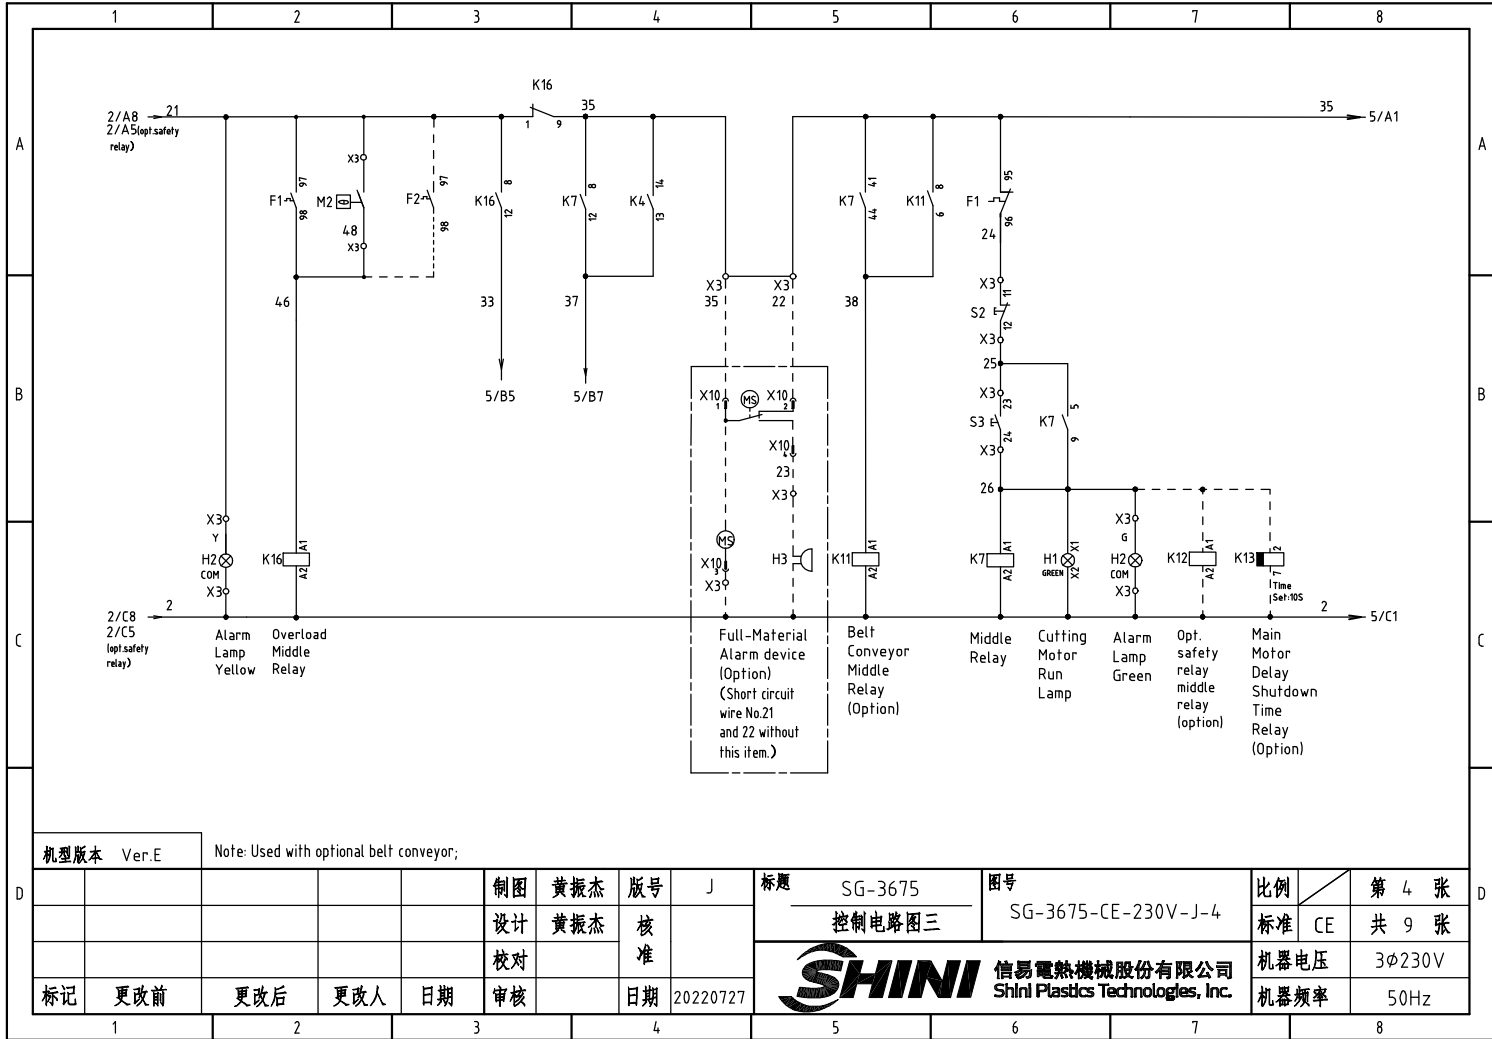 1 2 3 4 5 6 7 8
A
B
C
D
2/A8
21
2/A5(opt.safety
relay)
K16
1 9
35
35
5/A1
X3
F1
97
98
M2
48
X3
F2
97
98
K16
8
12
K7
8
12
K4
14
13
K7
41
44
K11
8
6
F1
95
96
24
46
33
37
X3
35
X3
22
38
X3
11
S2
12
X3
25
5/B5
5/B7
X10
1
MS
X10
2
X10
4
23
X3
X3
23
S3
24
X3
K7
5
9
26
X3
Y
H2
COM
X3
K16
A1
A2
MS
X10
3
X3
H3
K11
A1
A2
K7
A1
A2
H1
GREEN
X1
X2
X3
G
H2
COM
X3
K12
A1
A2
K13
2
7
Time
Set:10S
2/C8
2
2/C5
(opt.safety
relay)
2
5/C1
Alarm
Lamp
Yellow
Overload
Middle
Relay
Full-Material
Alarm device
(Option)
(Short circuit
wire No.21
and 22 without
this item.)
Belt
Conveyor
Middle
Relay
(Option)
Middle
Relay
Cutting
Motor
Run
Lamp
Alarm
Lamp
Green
Opt.
safety
relay
middle
relay
(option)
Main
Motor
Delay
Shutdown
Time
Relay
(Option)
A
B
C
D
机型版本 Ver.E
Note: Used with optional belt conveyor;
制图 黄振杰 版号 J
设计 黄振杰 核
准
校对
标记 更改前 更改后 更改人 日期 审核 日期 20220727
标题 SG-3675
控制电路图三
图号
SG-3675-CE-230V-J-4
比例 第 4 张
标准 CE 共 9 张
机器电压 3Φ230V
机器频率 50Hz
SHINI
信易電熱機械股份有限公司
Shini Plastics Technologies, Inc.
1 2 3 4 5 6 7 8